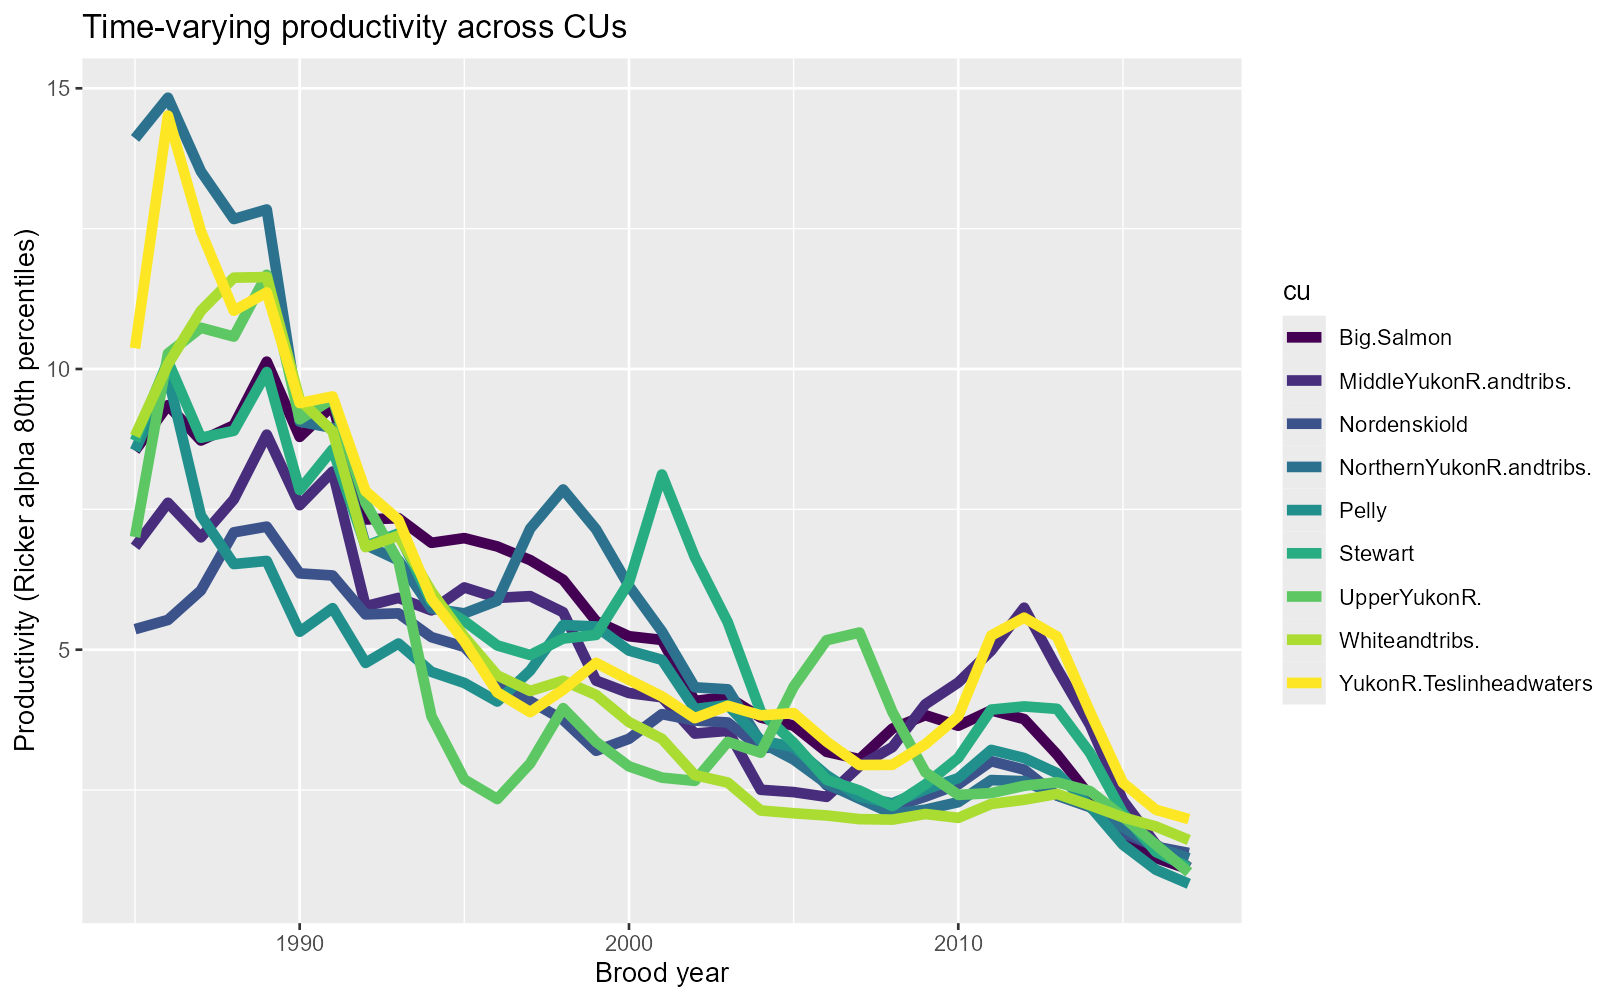 Time-varying productivity across CUs
Productivity (Ricker alpha 80th percentiles)
15
10
5
1990
2000
2010
Brood year
cu
Big.Salmon
MiddleYukonR.andtribs.
Nordenskiold
NorthernYukonR.andtribs.
Pelly
Stewart
UpperYukonR.
Whiteandtribs.
YukonR.Teslinheadwaters